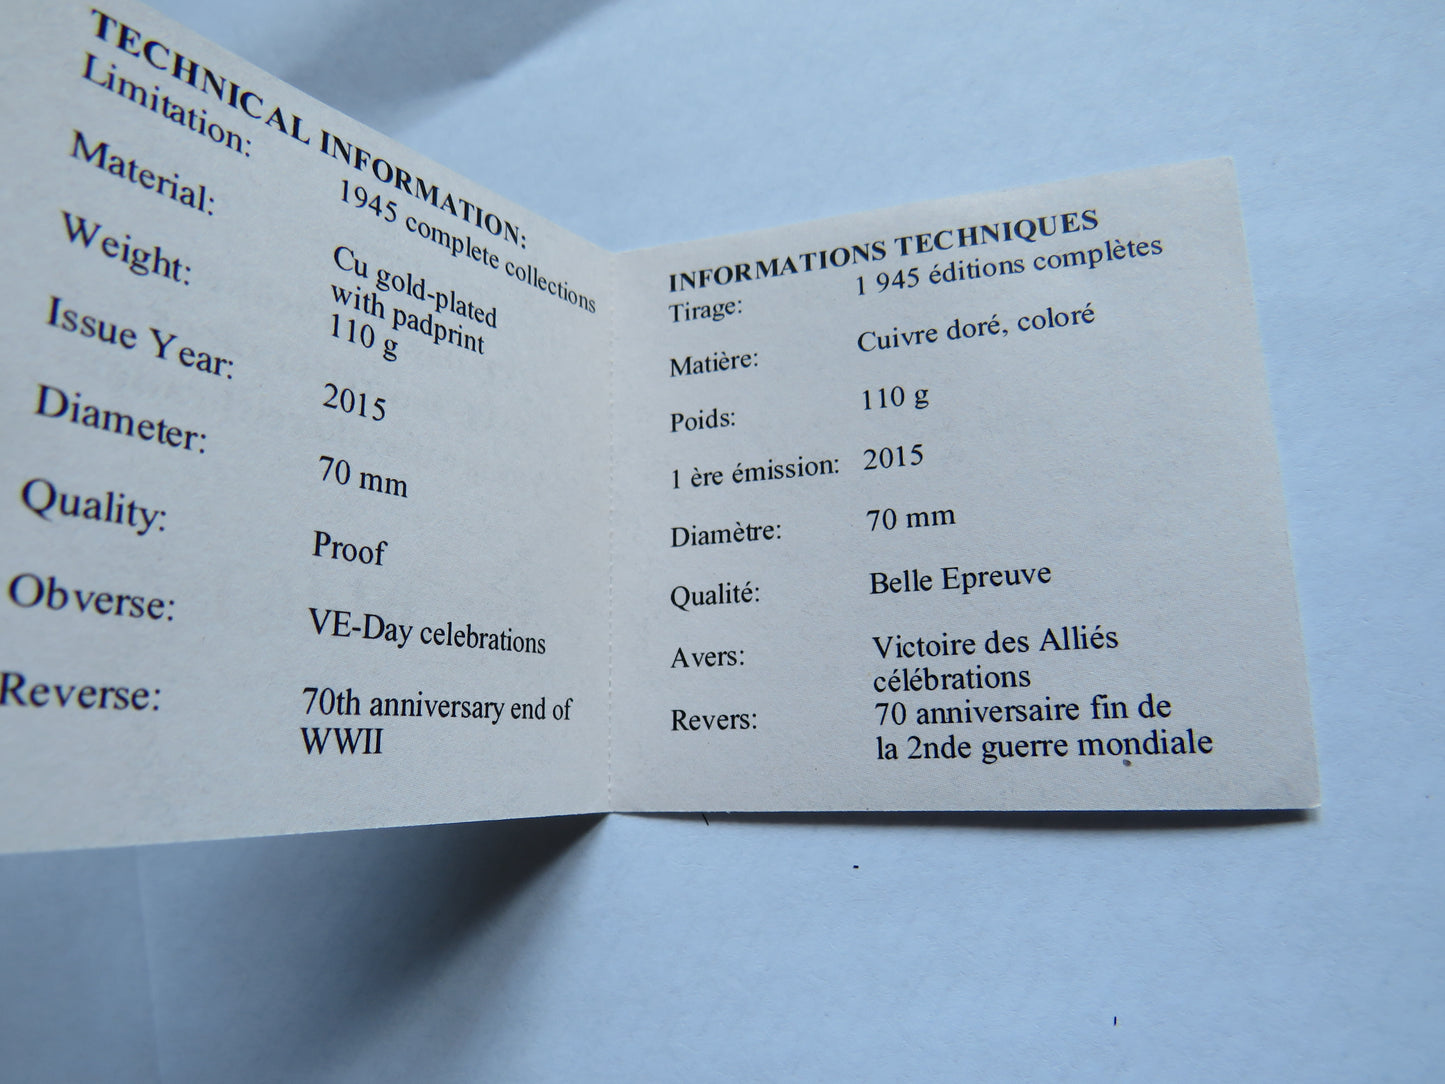 TECHNICAL INFORMATION:
Limitation: 1945 complete collections
Material: Cu gold-plated
with padprint
Weight: 110 g
Issue Year: 2015
Diameter: 70 mm
Quality: Proof
Obverse: VE-Day celebrations
Reverse: 70th anniversary end of
WWII
INFORMATIONS TECHNIQUES
Tirage: 1 945 éditions complètes
Matière: Cuivre doré, coloré
Poids: 110 g
1 ère émission: 2015
Diamètre: 70 mm
Qualité: Belle Epreuve
Avers: Victoire des Alliés
célébrations
Revers: 70 anniversaire fin de
la 2nde guerre mondiale